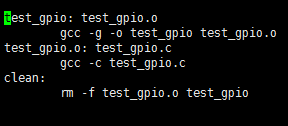 test_gpio: test_gpio.o
        gcc -g -o test_gpio test_gpio.o
test_gpio.o: test_gpio.c
        gcc -c test_gpio.c
clean:
        rm -f test_gpio.o test_gpio